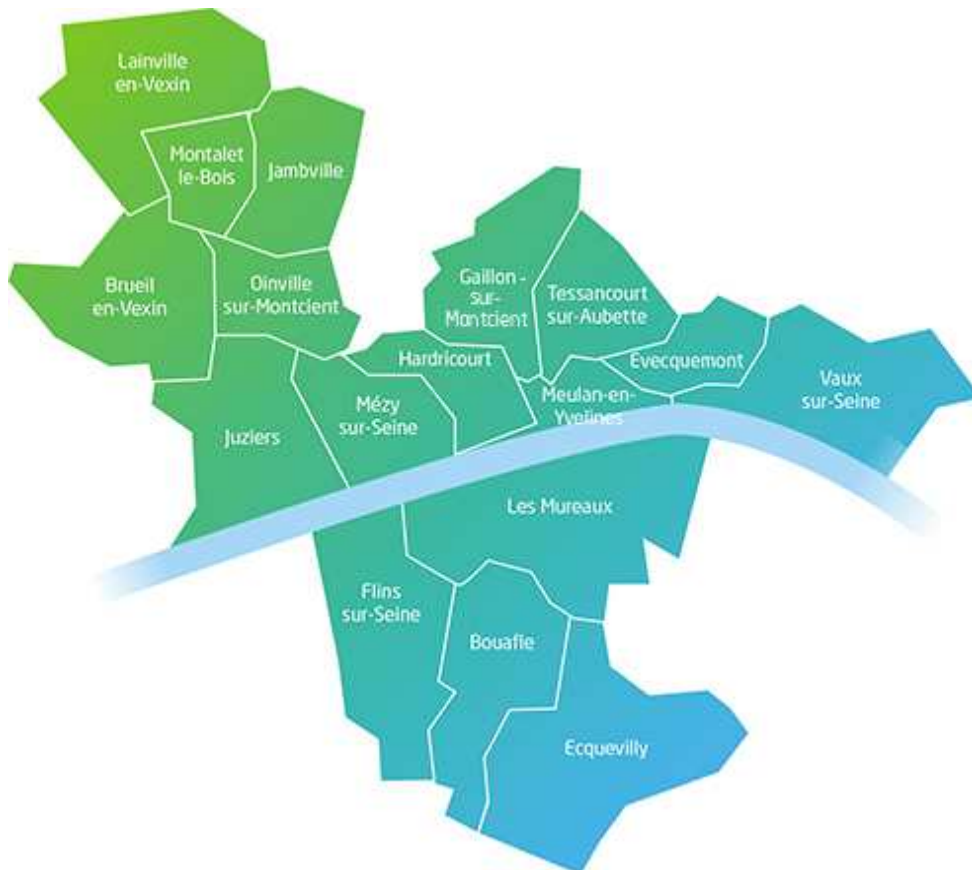 Lainville
en-Vexin
Montalet
le-Bois
Jambville
Brueil
en-Vexin
Oinville
sur-Montcient
Gaillon -
sur-
Montcient
Tessancourt
sur-Aubette
Hardricourt
Evecquemont
Vaux
sur-Seine
Meulan-en-
Yvelines
Mézy
sur-Seine
Juziers
Les Mureaux
Flins
sur-Seine
Bouafle
Ecquevilly